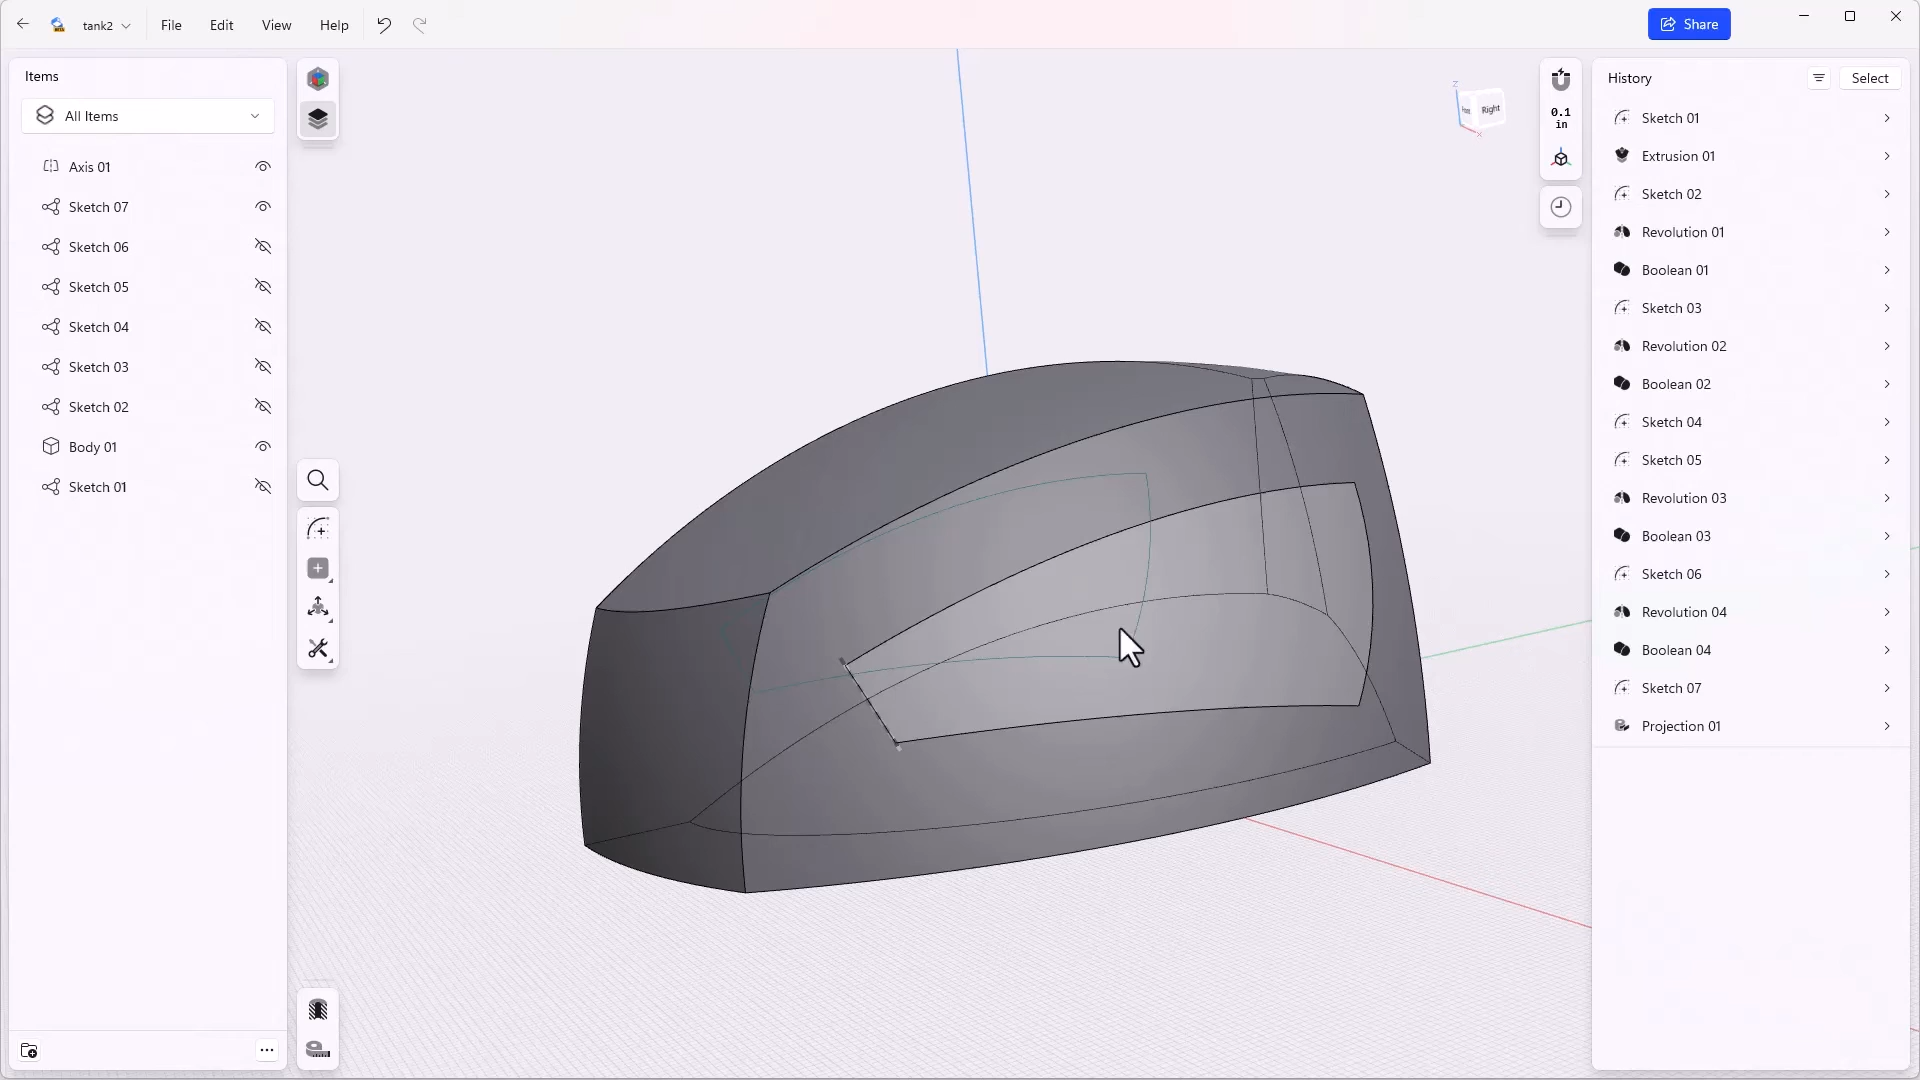 tank2
File
Edit
View
Help
Share
Items
All Items
Axis 01
Sketch 07
Sketch 06
Sketch 05
Sketch 04
Sketch 03
Sketch 02
Body 01
Sketch 01
Z
Right
X
0.1
in
History
Select
Sketch 01
Extrusion 01
Sketch 02
Revolution 01
Boolean 01
Sketch 03
Revolution 02
Boolean 02
Sketch 04
Sketch 05
Revolution 03
Boolean 03
Sketch 06
Revolution 04
Boolean 04
Sketch 07
Projection 01